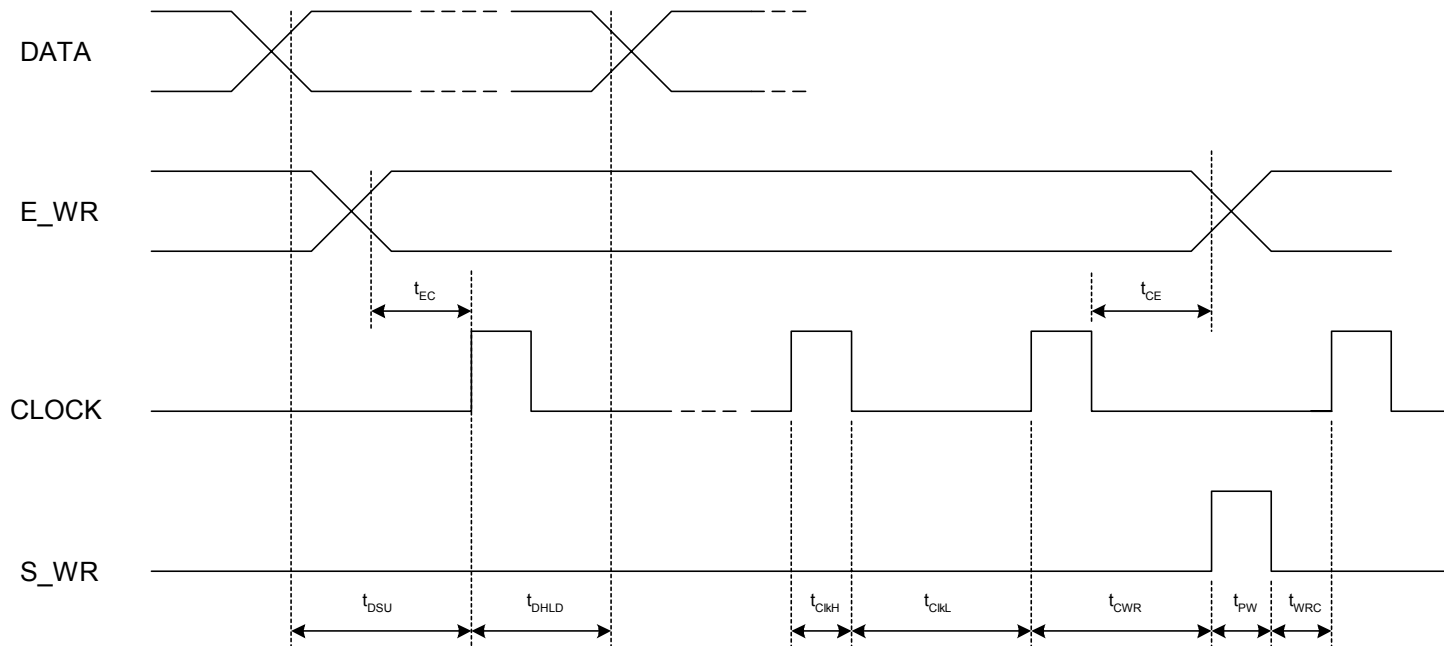 DATA
E_WR
t_EC
t_CE
CLOCK
S_WR
t_DSU
t_DHLD
t_ClkH
t_ClkL
t_CWR
t_PW
t_WRC